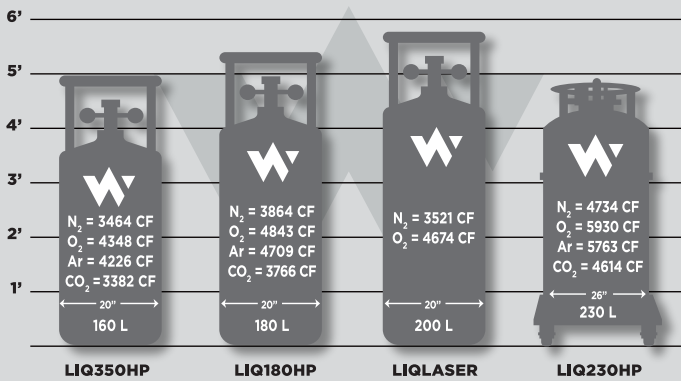 6'
5'
4'
3'
2'
1'
N₂ = 3464 CF
O₂ = 4348 CF
Ar = 4226 CF
CO₂ = 3382 CF
20"
160 L
LIQ350HP
N₂ = 3864 CF
O₂ = 4843 CF
Ar = 4709 CF
CO₂ = 3766 CF
20"
180 L
LIQ180HP
N₂ = 3521 CF
O₂ = 4674 CF
20"
200 L
LIQLASER
N₂ = 4734 CF
O₂ = 5930 CF
Ar = 5763 CF
CO₂ = 4614 CF
26"
230 L
LIQ230HP